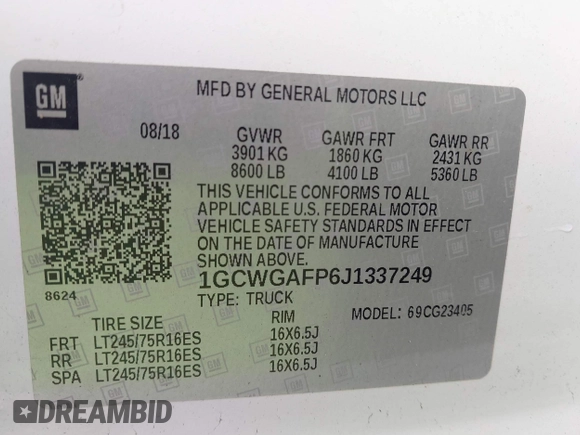 GM
MFD BY GENERAL MOTORS LLC
08/18 GVWR GAWR FRT GAWR RR
3901 KG 1860 KG 2431 KG
8600 LB 4100 LB 5360 LB
THIS VEHICLE CONFORMS TO ALL
APPLICABLE U.S. FEDERAL MOTOR
VEHICLE SAFETY STANDARDS IN EFFECT
ON THE DATE OF MANUFACTURE
SHOWN ABOVE.
8624
1GCWGAFP6J1337249
TYPE: TRUCK
MODEL: 69CG23405
TIRE SIZE RIM
FRT LT245/75R16ES 16X6.5J
RR LT245/75R16ES 16X6.5J
SPA LT245/75R16ES 16X6.5J
DREAMBID